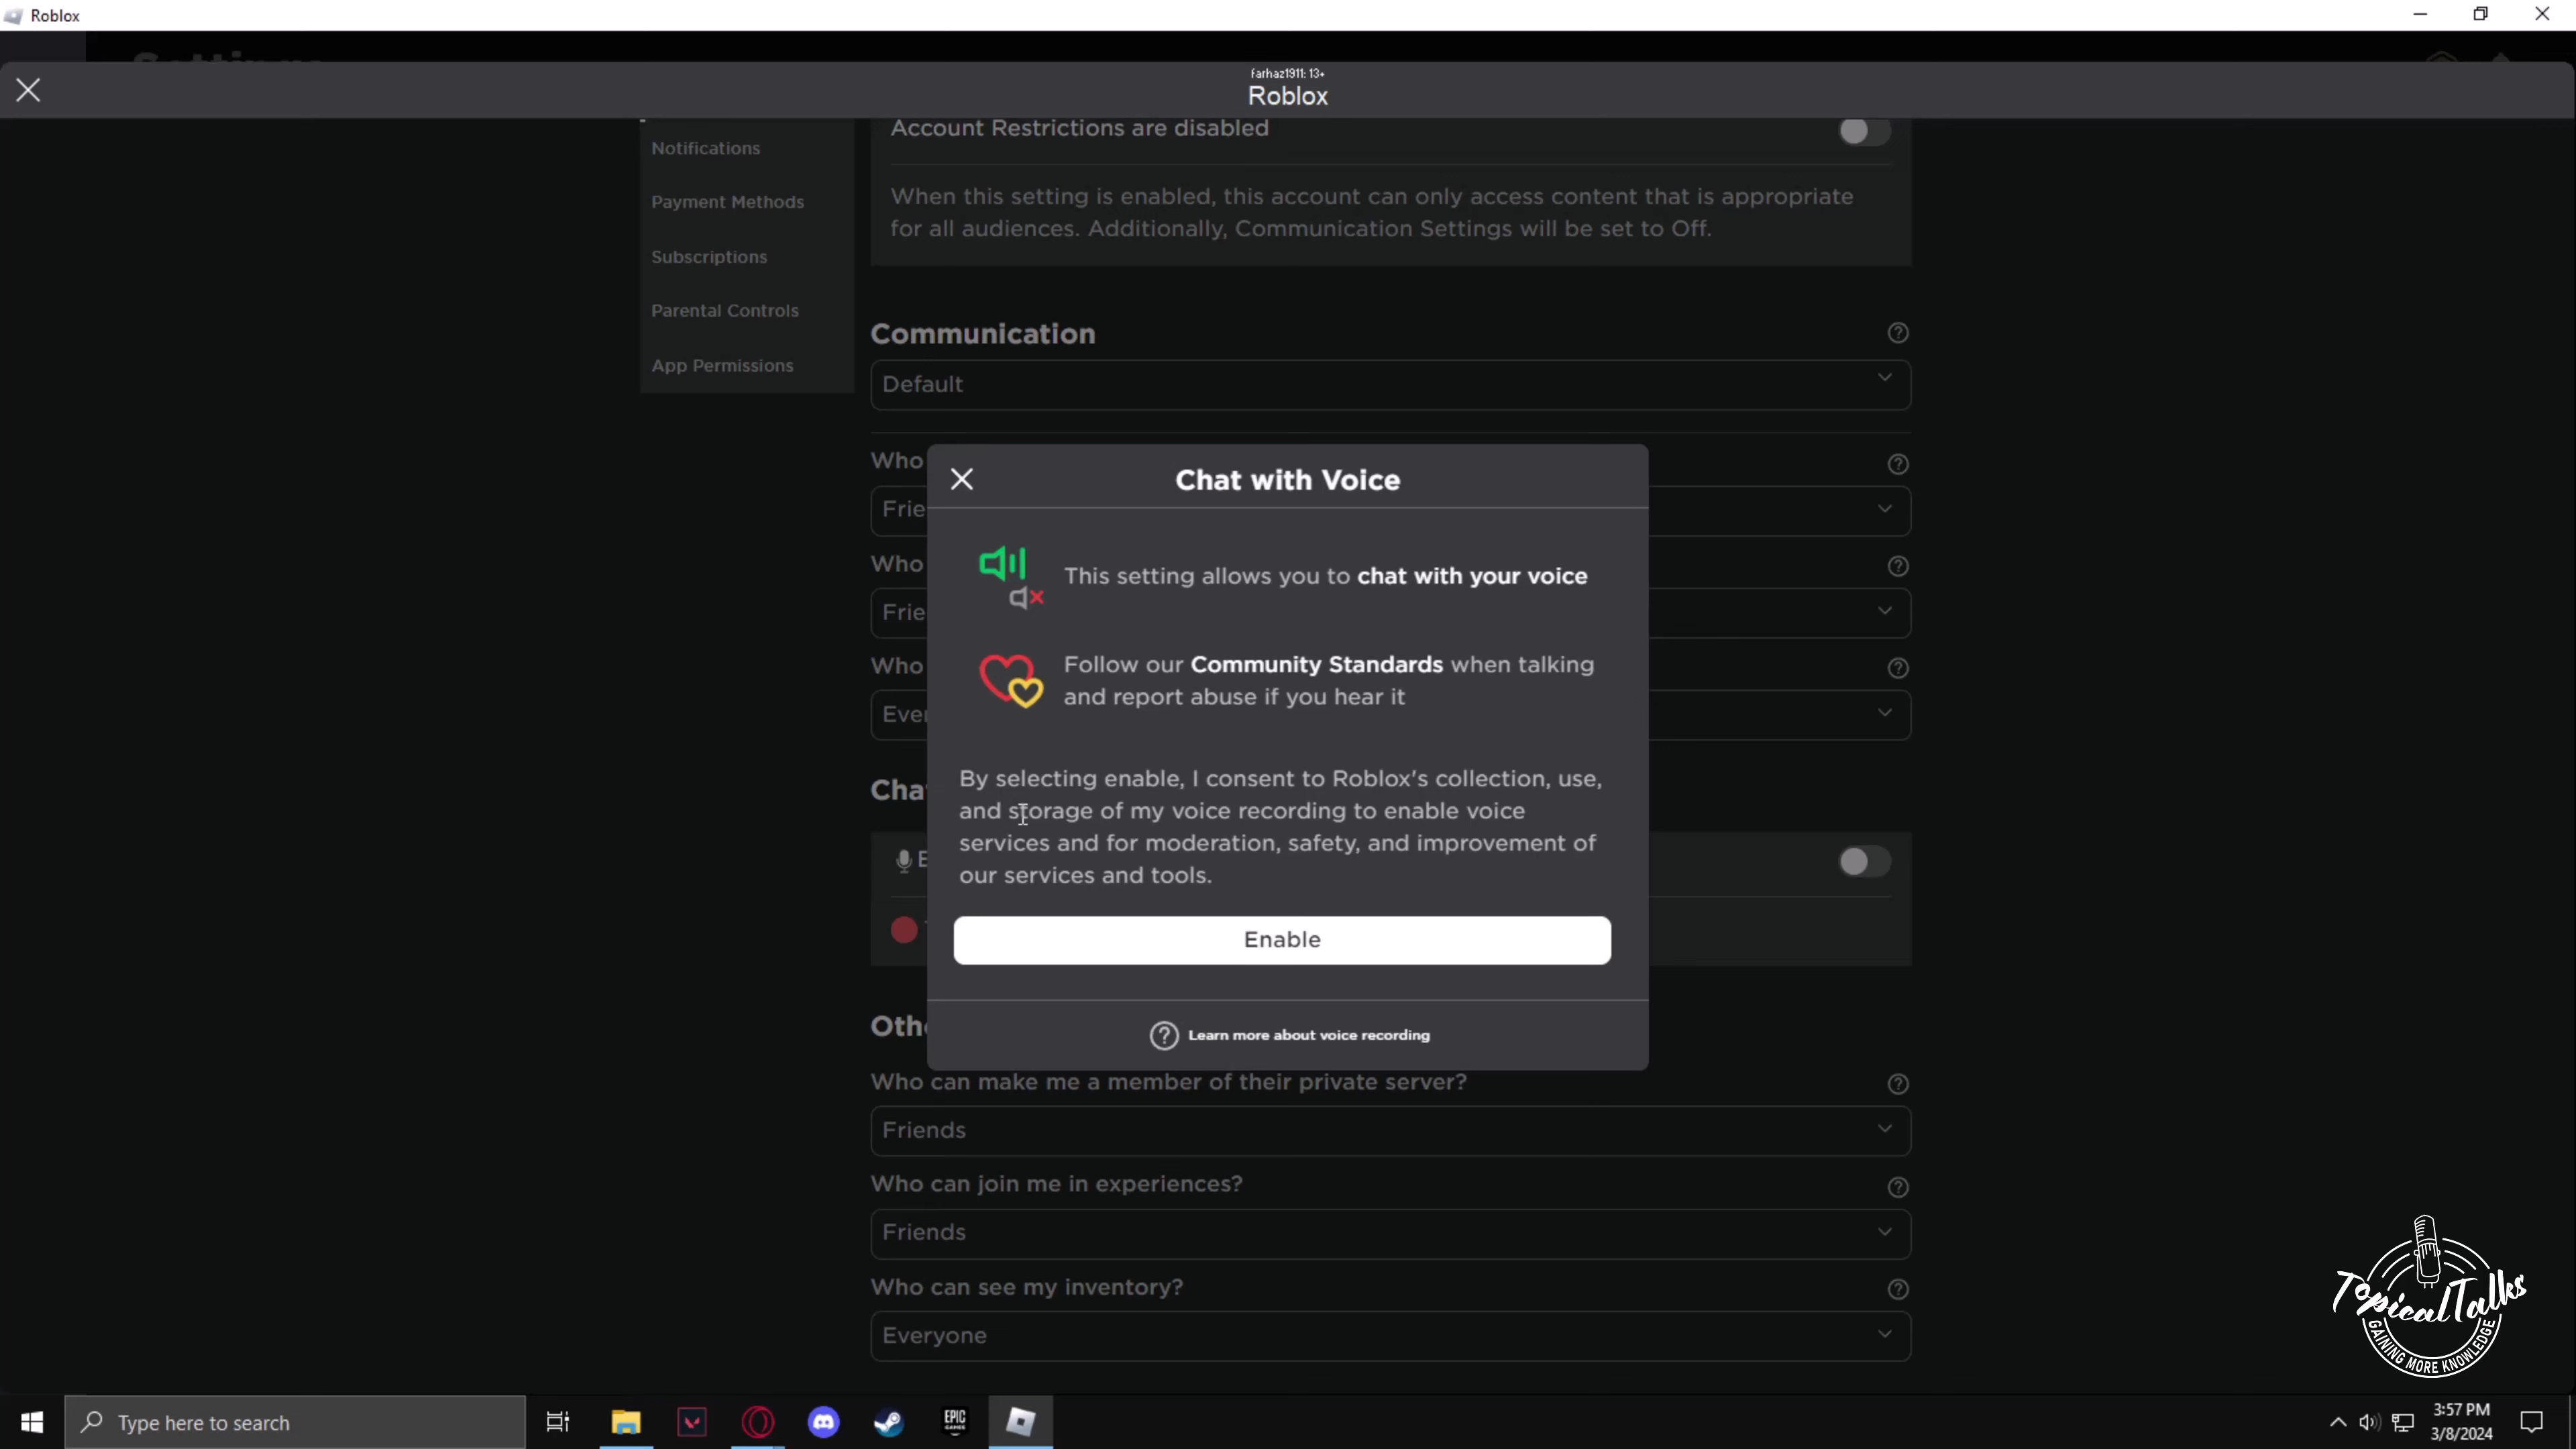 Roblox
farhaz1911: 13+
Roblox
Account Restrictions are disabled
Notifications
When this setting is enabled, this account can only access content that is appropriate
for all audiences. Additionally, Communication Settings will be set to Off.
Payment Methods
Subscriptions
Parental Controls
App Permissions
Communication
Default
Who
Frie
Who
Frie
Who
Ever
Chat with Voice
This setting allows you to chat with your voice
Follow our Community Standards when talking
and report abuse if you hear it
By selecting enable, I consent to Roblox's collection, use,
and storage of my voice recording to enable voice
services and for moderation, safety, and improvement of
our services and tools.
Enable
Learn more about voice recording
Cha
E
Othe
Who can make me a member of their private server?
Friends
Who can join me in experiences?
Friends
Who can see my inventory?
Everyone
TopicalTalks
GAINING MORE KNOWLEDGE
Type here to search
EPIC
GAMES
3:57 PM
3/8/2024